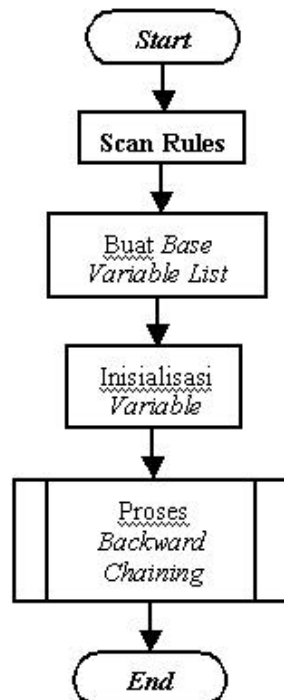 Start
Scan Rules
Buat Base
Variable List
Inisialisasi
Variable
Proses
Backward
Chaining
End